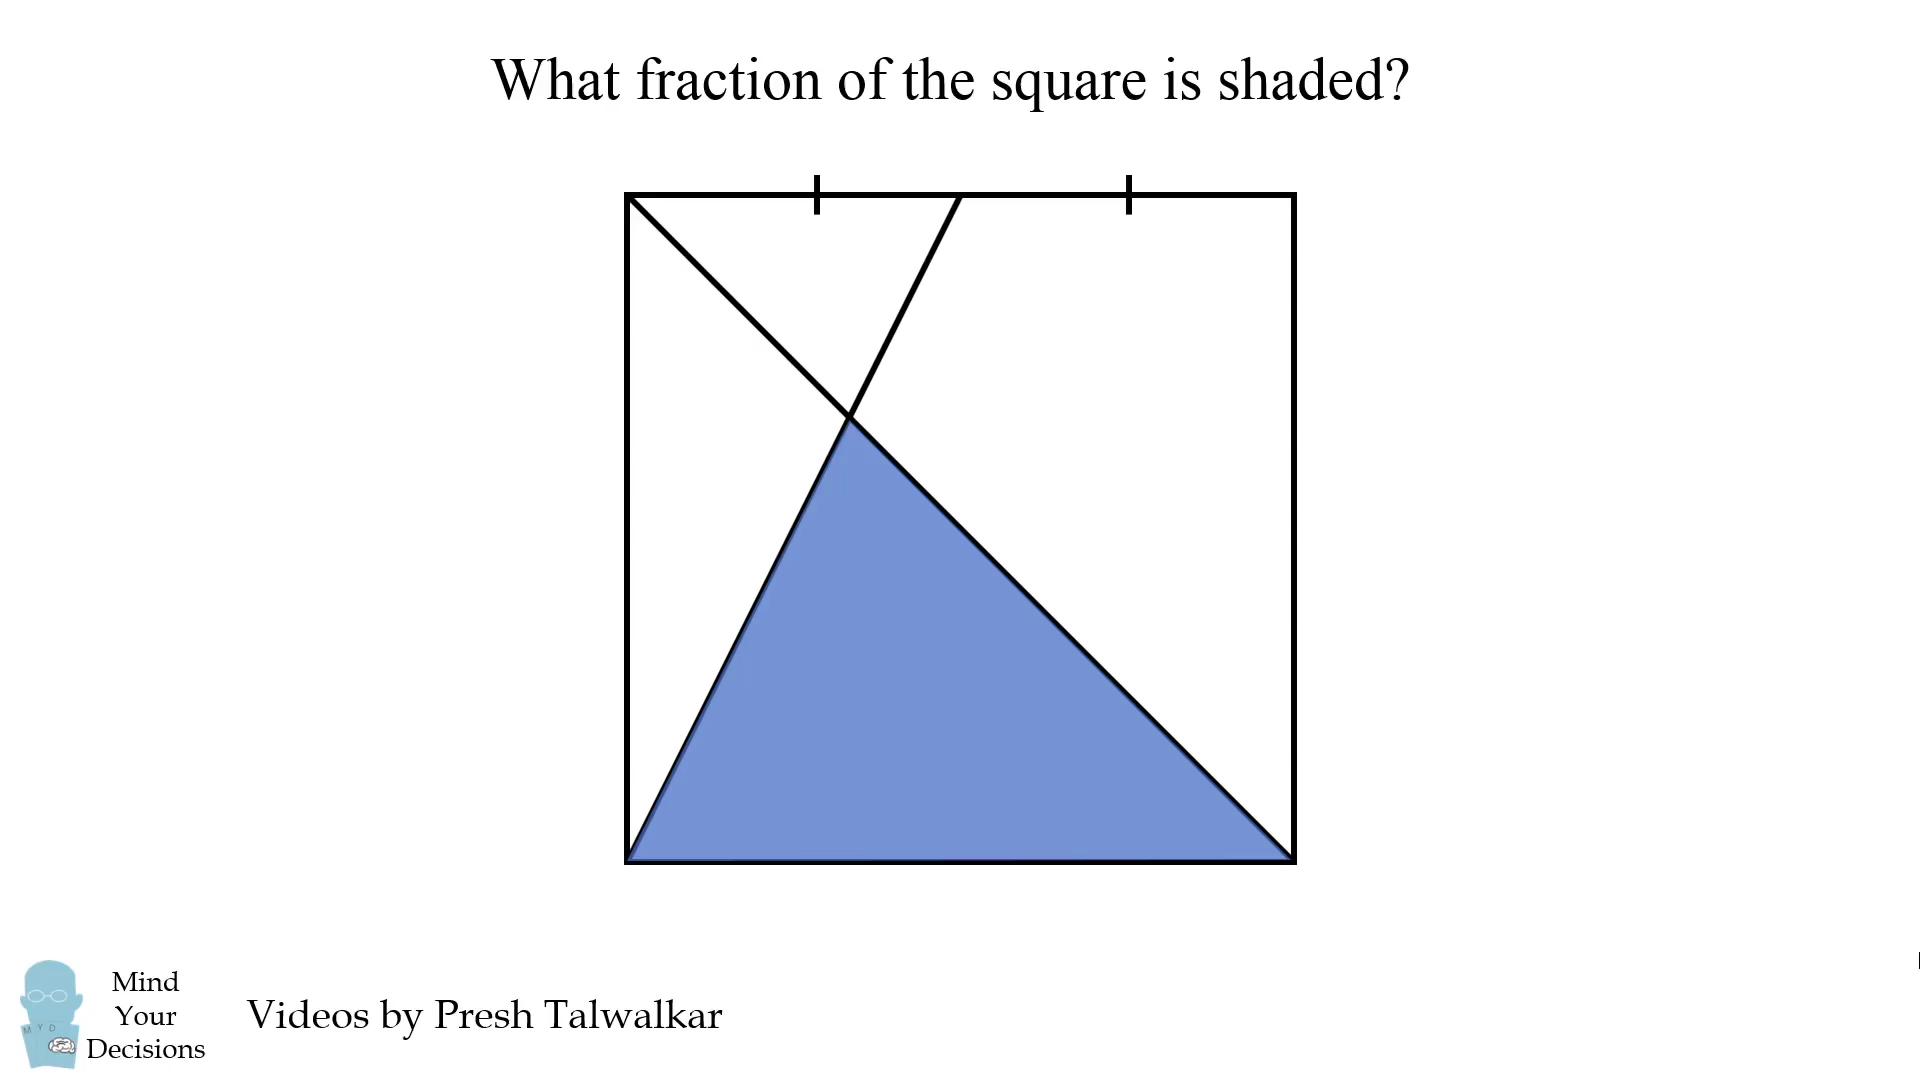 What fraction of the square is shaded?
M Y D
Mind
Your
Decisions
Videos by Presh Talwalkar